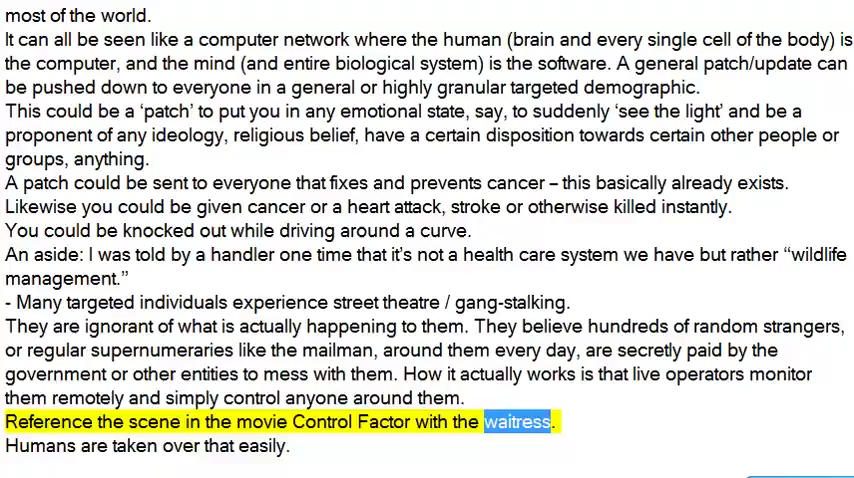 most of the world.
It can all be seen like a computer network where the human (brain and every single cell of the body) is
the computer, and the mind (and entire biological system) is the software. A general patch/update can
be pushed down to everyone in a general or highly granular targeted demographic.
This could be a ‘patch’ to put you in any emotional state, say, to suddenly ‘see the light’ and be a
proponent of any ideology, religious belief, have a certain disposition towards certain other people or
groups, anything.
A patch could be sent to everyone that fixes and prevents cancer – this basically already exists.
Likewise you could be given cancer or a heart attack, stroke or otherwise killed instantly.
You could be knocked out while driving around a curve.
An aside: I was told by a handler one time that it’s not a health care system we have but rather “wildlife
management.”
- Many targeted individuals experience street theatre / gang-stalking.
They are ignorant of what is actually happening to them. They believe hundreds of random strangers,
or regular supernumeraries like the mailman, around them every day, are secretly paid by the
government or other entities to mess with them. How it actually works is that live operators monitor
them remotely and simply control anyone around them.
Reference the scene in the movie Control Factor with the waitress.
Humans are taken over that easily.